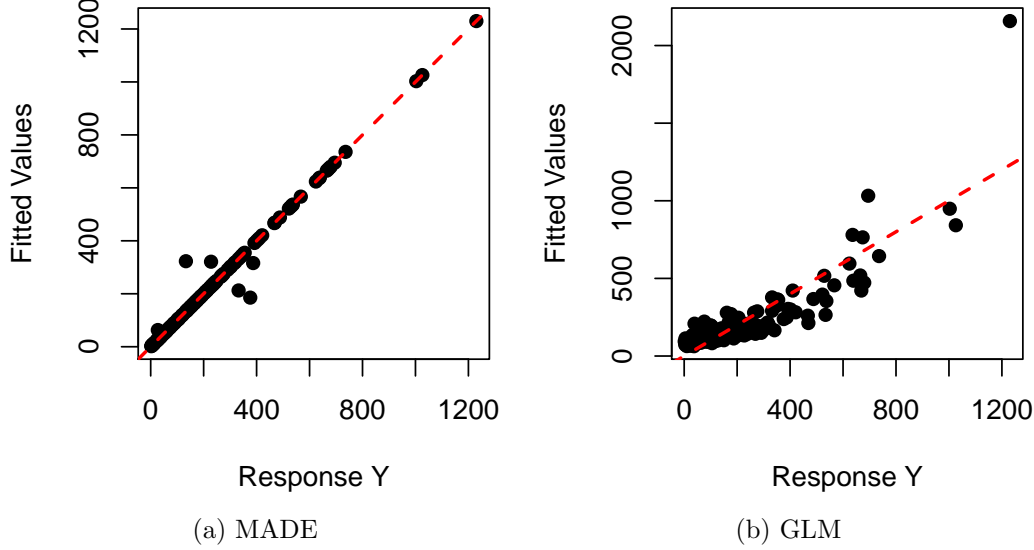 1200
800
400
0
Fitted Values
0 400 800 1200
Response Y
(a) MADE
2000
1000
500
0
Fitted Values
0 400 800 1200
Response Y
(b) GLM